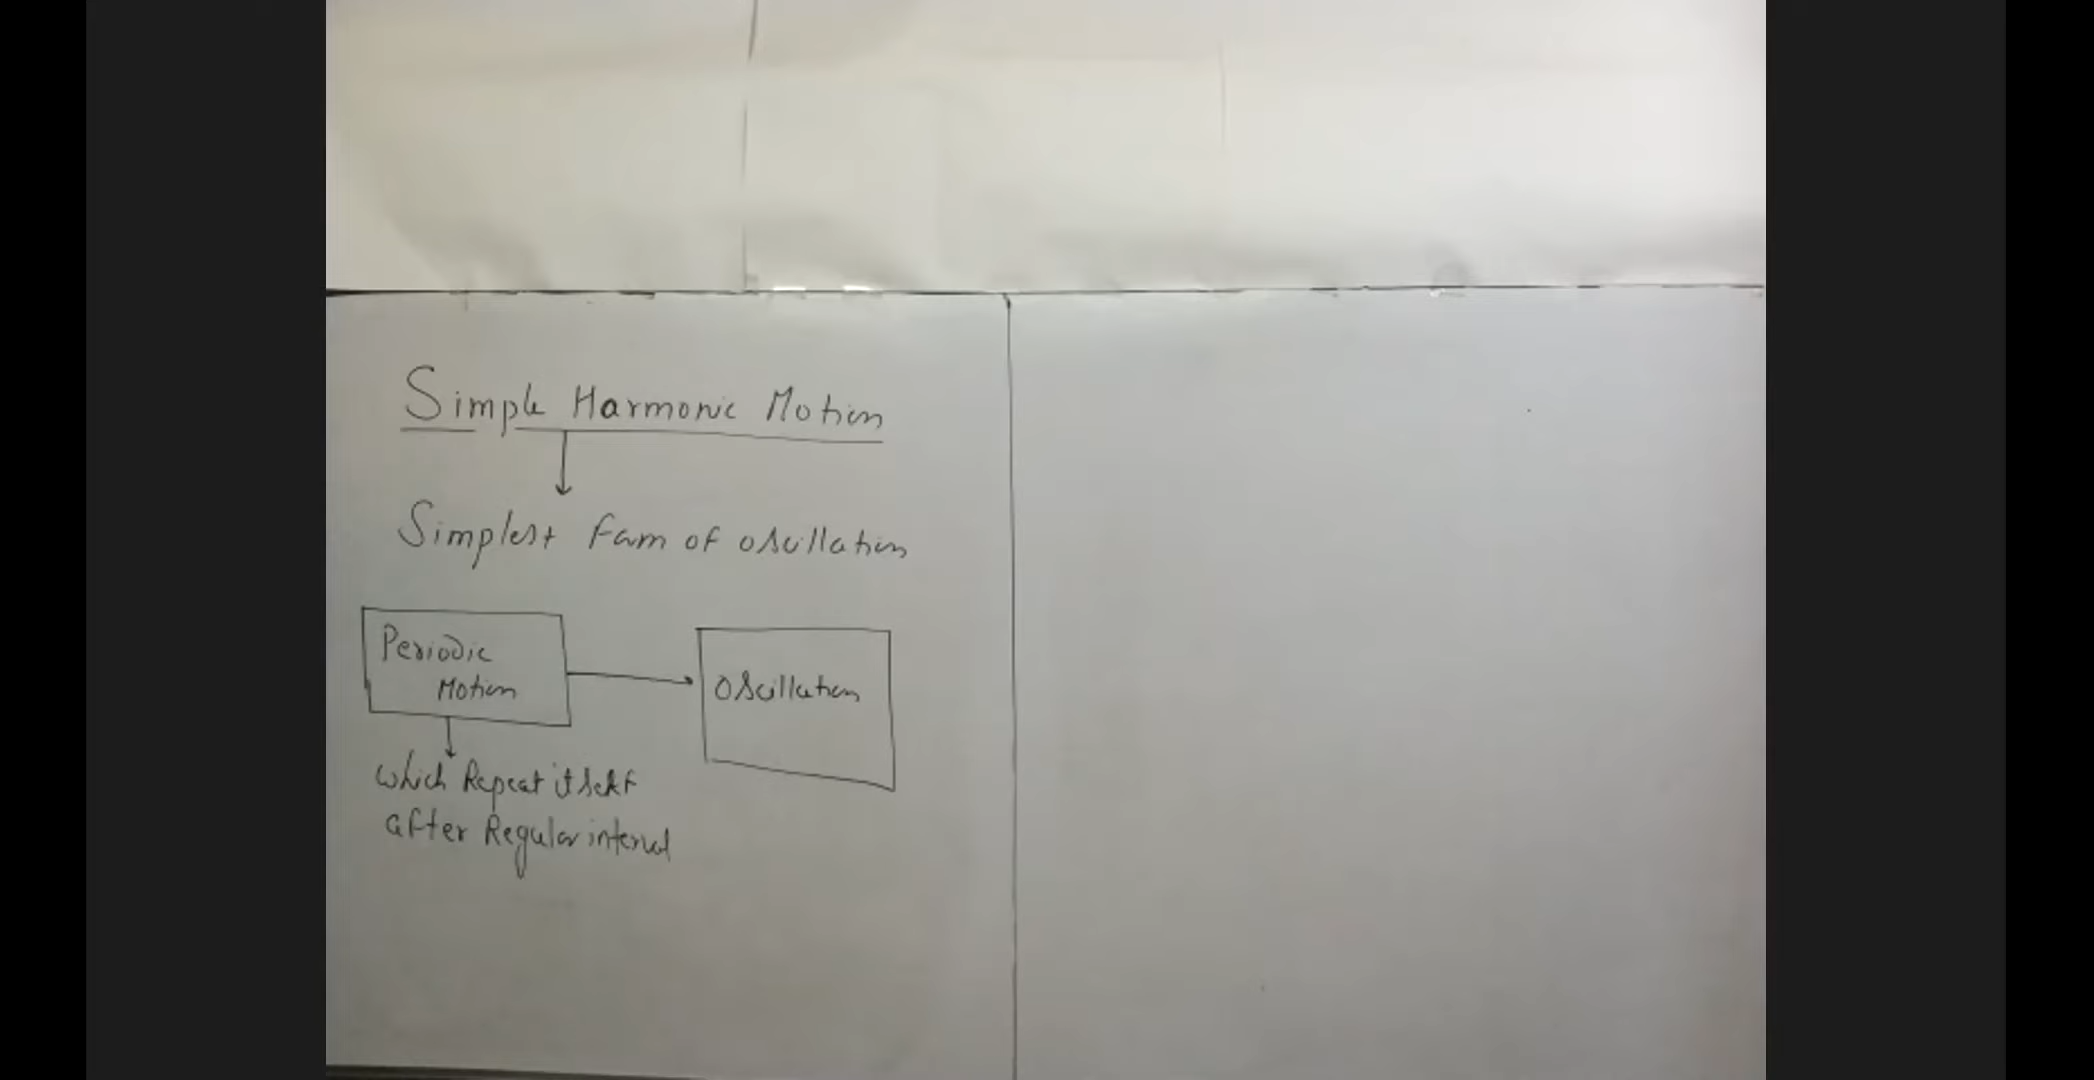 Simple Harmonic Motion
Simplest form of oscillation
Periodic
Motion
Oscillation
which Repeat itself
after Regular interval